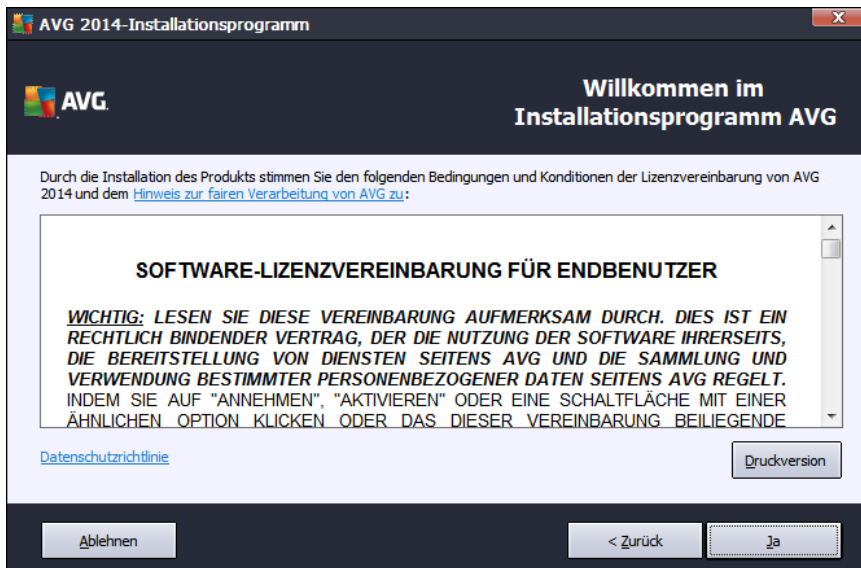 AVG 2014-Installationsprogramm
AVG.
Willkommen im
Installationsprogramm AVG
Durch die Installation des Produkts stimmen Sie den folgenden Bedingungen und Konditionen der Lizenzvereinbarung von AVG
2014 und dem Hinweis zur fairen Verarbeitung von AVG zu:
SOFTWARE-LIZENZVEREINBARUNG FÜR ENDBENUTZER
WICHTIG: LESEN SIE DIESE VEREINBARUNG AUFMERKSAM DURCH. DIES IST EIN
RECHTLICH BINDENDER VERTRAG, DER DIE NUTZUNG DER SOFTWARE IHRERSEITS,
DIE BEREITSTELLUNG VON DIENSTEN SEITENS AVG UND DIE SAMMLUNG UND
VERWENDUNG BESTIMMTER PERSONENBEZOGENER DATEN SEITENS AVG REGELT.
INDEM SIE AUF "ANNEHMEN", "AKTIVIEREN" ODER EINE SCHALTFLÄCHE MIT EINER
ÄHNLICHEN OPTION KLICKEN ODER DAS DIESER VEREINBARUNG BEILIEGENDE
Datenschutzrichtlinie
Druckversion
Ablehnen
< Zurück
Ja